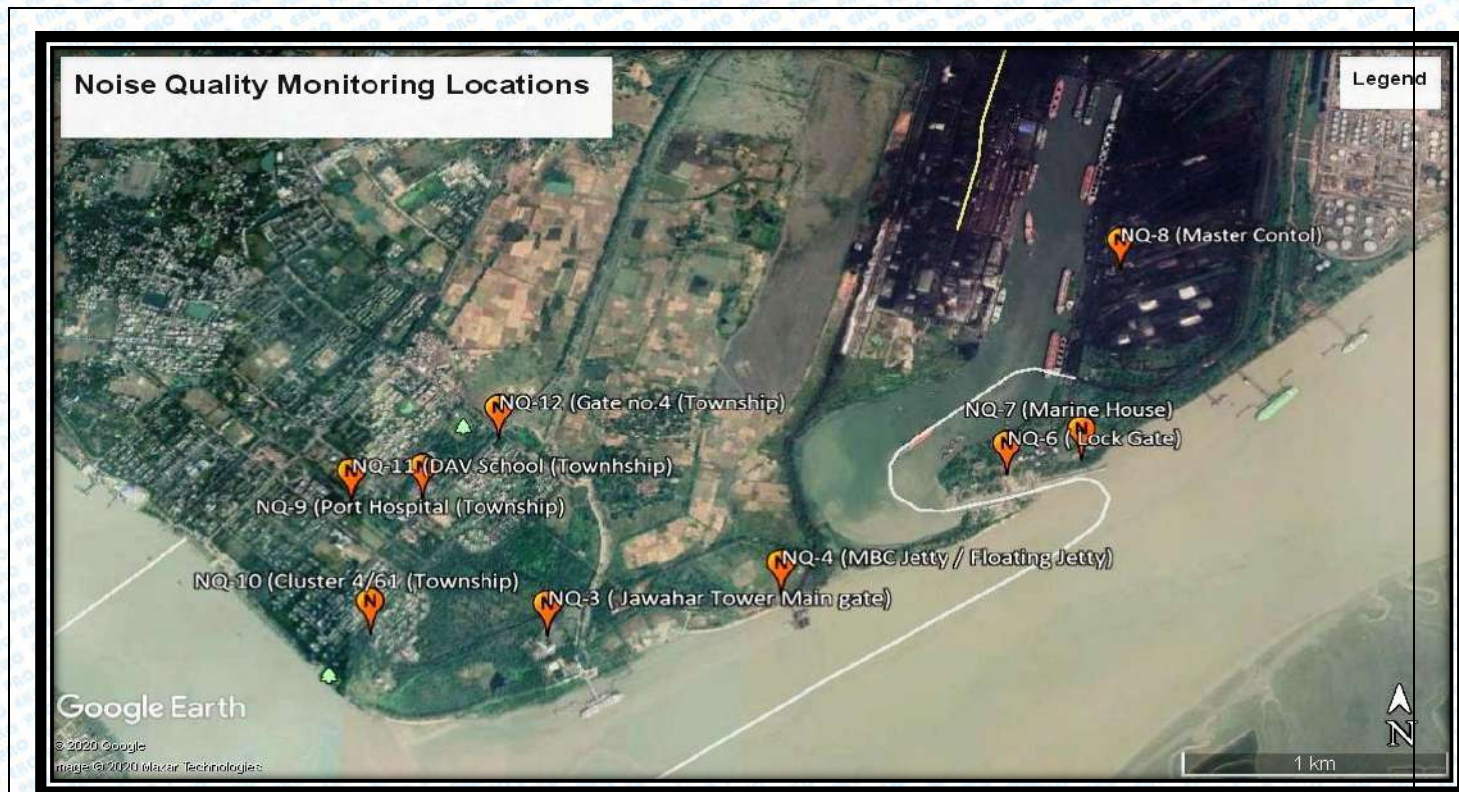 Noise Quality Monitoring Locations
Legend
NQ-8 (Master Contol)
NQ-12 (Gate no.4 (Township)
NQ-7 (Marine House)
NQ-6 ( Lock Gate)
NQ-11 (DAV School (Townhship)
NQ-9 (Port Hospital (Township)
NQ-4 (MBC Jetty / Floating Jetty)
NQ-10 (Cluster 4/61 (Township)
NQ-3 ( Jawahar Tower Main gate)
Google Earth
© 2020 Google
Image © 2020 Maxar Technologies
N
1 km